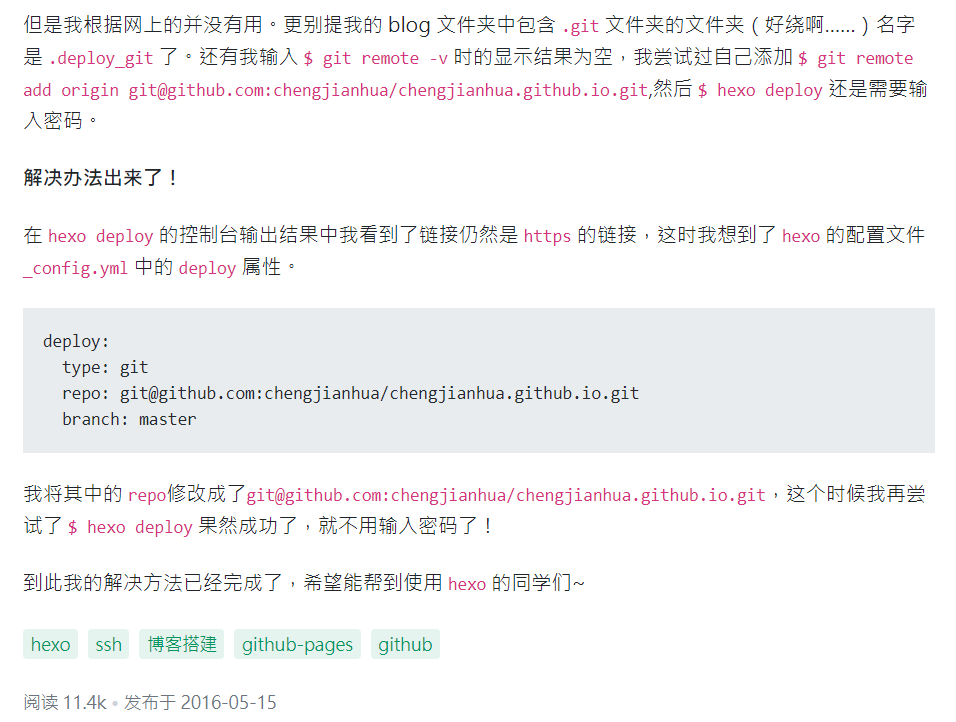 但是我根据网上的并没有用。更别提我的 blog 文件夹中包含 .git 文件夹的文件夹（好绕啊......）名字
是 .deploy_git 了。还有我输入 $ git remote -v 时的显示结果为空，我尝试过自己添加 $ git remote
add origin git@github.com:chengjianhua/chengjianhua.github.io.git,然后 $ hexo deploy 还是需要输
入密码。
解决办法出来了！
在 hexo deploy 的控制台输出结果中我看到了链接仍然是 https 的链接，这时我想到了 hexo 的配置文件
_config.yml 中的 deploy 属性。
deploy:
  type: git
  repo: git@github.com:chengjianhua/chengjianhua.github.io.git
  branch: master
我将其中的 repo修改成了git@github.com:chengjianhua/chengjianhua.github.io.git，这个时候我再尝
试了 $ hexo deploy 果然成功了，就不用输入密码了！
到此我的解决方法已经完成了，希望能帮到使用 hexo 的同学们~
hexo ssh 博客搭建 github-pages github
阅读 11.4k • 发布于 2016-05-15